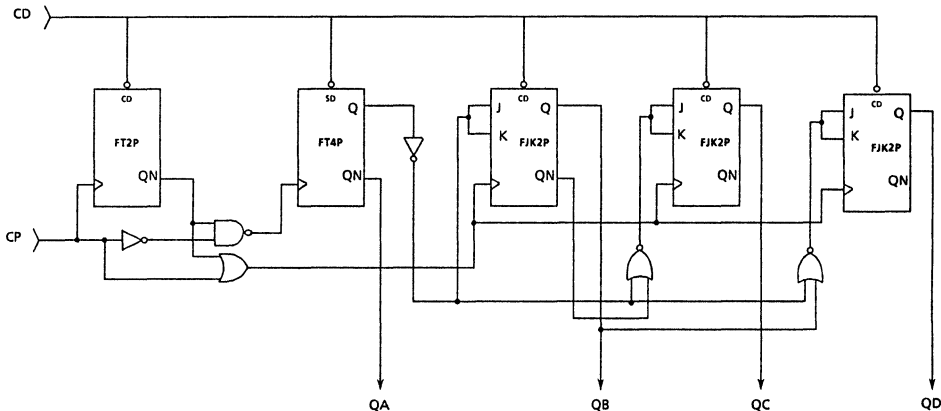 CD
CD SD CD CD CD
Q J Q J Q J Q
K K K
FT2P FT4P FJK2P FJK2P FJK2P
QN QN QN QN QN
CP
QA QB QC QD